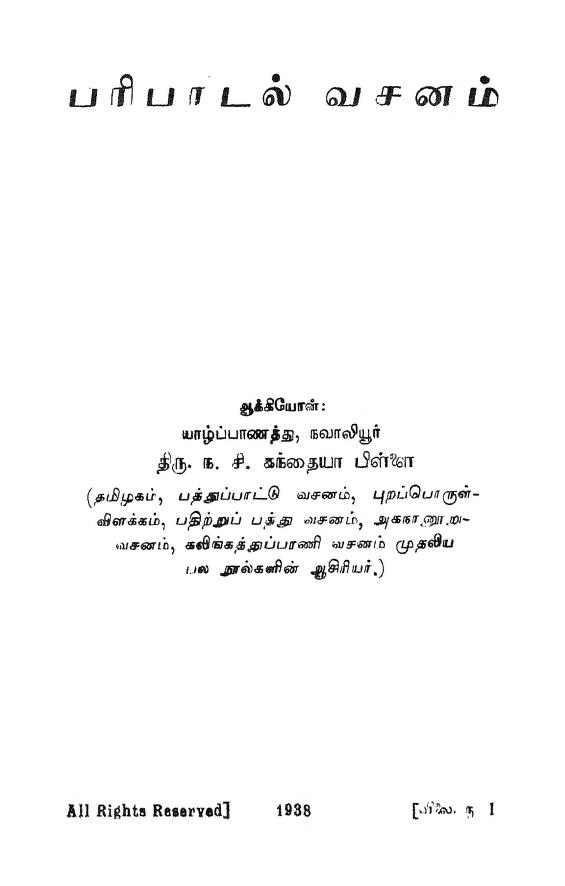 பரிபாடல் வசனம்
ஆக்கியோன்:
யாழ்ப்பாணத்து, நவாலியூர்
திரு. ந. சி. கந்தையா பிள்ளை
(தமிழகம், பத்துப்பாட்டு வசனம், புறப்பொருள்-
விளக்கம், பதிற்றுப் பத்து வசனம், அகநானூறு-
வசனம், கலிங்கத்துப்பரணி வசனம் முதலிய
பல நூல்களின் ஆசிரியர்.)
All Rights Reserved] 1938 [விலை. ரூ 1